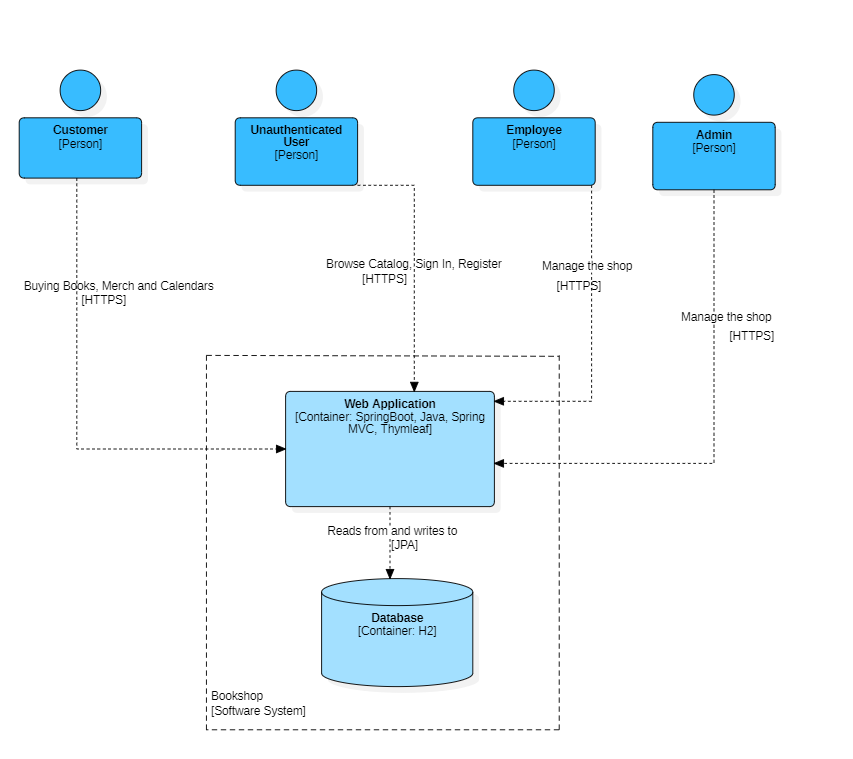 Customer
[Person]
Unauthenticated
User
[Person]
Employee
[Person]
Admin
[Person]
Buying Books, Merch and Calendars
[HTTPS]
Browse Catalog, Sign In, Register
[HTTPS]
Manage the shop
[HTTPS]
Manage the shop
[HTTPS]
Web Application
[Container: SpringBoot, Java, Spring
MVC, Thymleaf]
Reads from and writes to
[JPA]
Database
[Container: H2]
Bookshop
[Software System]